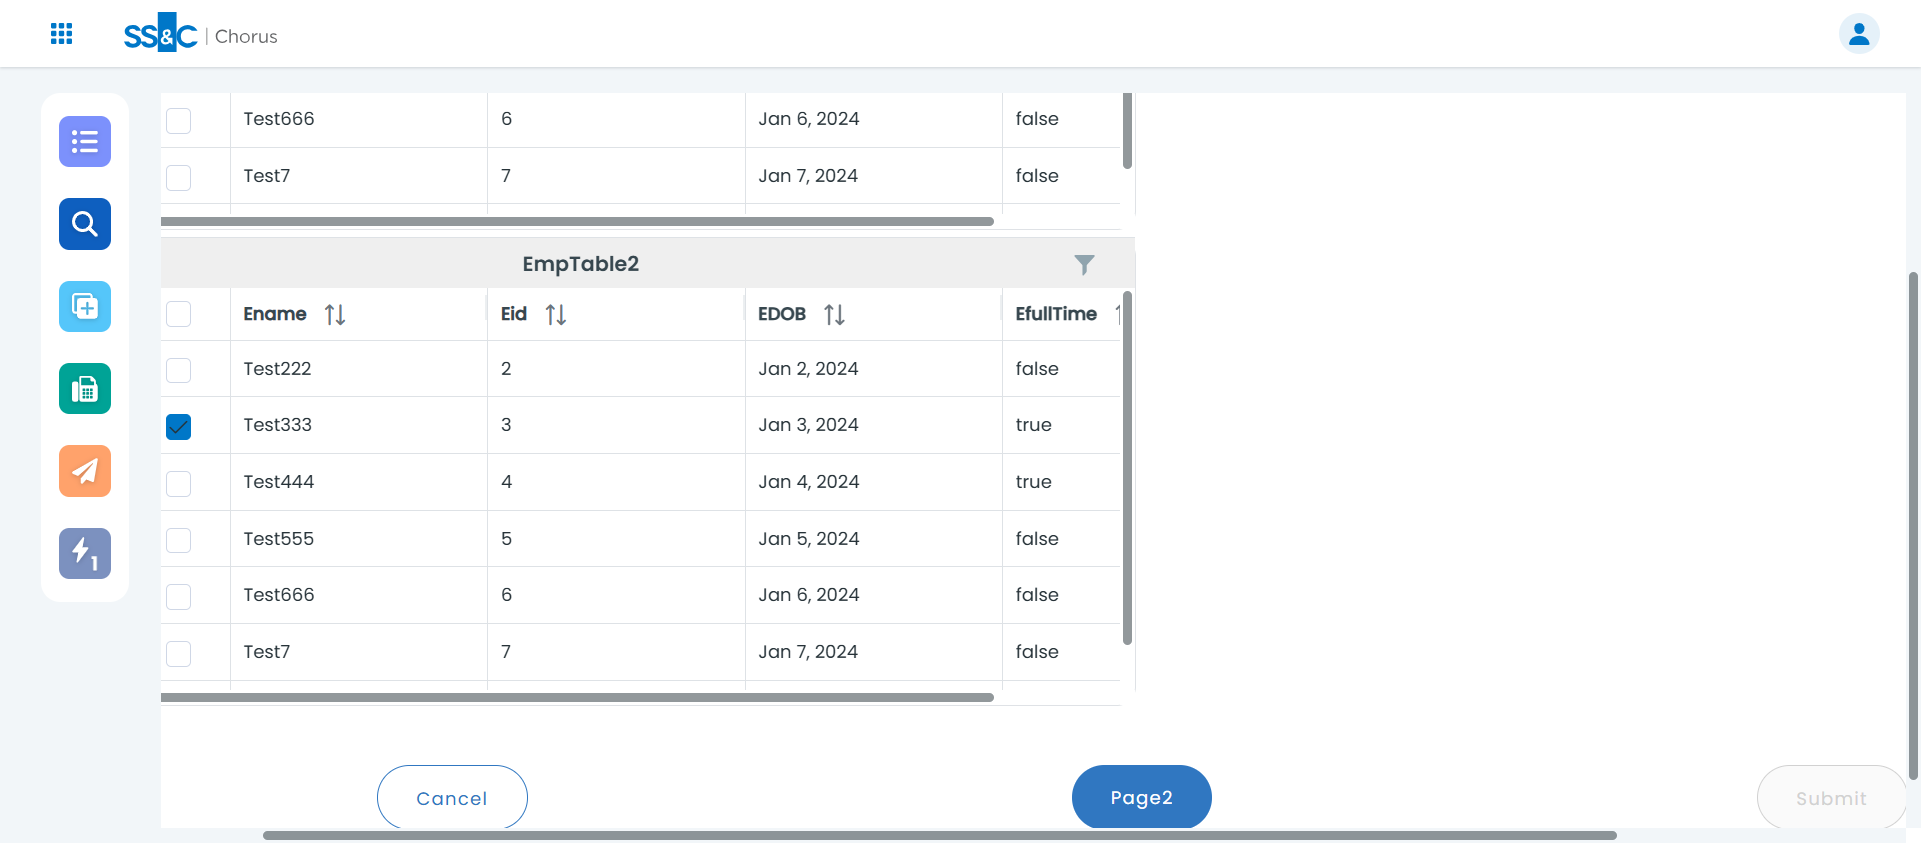 SS&C | Chorus
Test666 6 Jan 6, 2024 false
Test7 7 Jan 7, 2024 false
EmpTable2
Ename Eid EDOB EfullTime
Test222 2 Jan 2, 2024 false
Test333 3 Jan 3, 2024 true
Test444 4 Jan 4, 2024 true
Test555 5 Jan 5, 2024 false
Test666 6 Jan 6, 2024 false
Test7 7 Jan 7, 2024 false
1
Cancel Page2 Submit